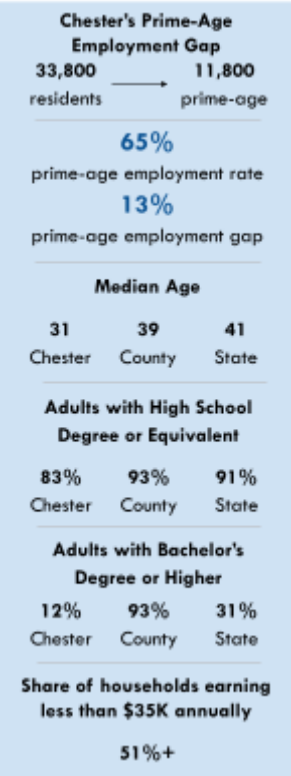 Chester's Prime-Age
Employment Gap
33,800 11,800
residents prime-age
65%
prime-age employment rate
13%
prime-age employment gap
Median Age
31 39 41
Chester County State
Adults with High School
Degree or Equivalent
83% 93% 91%
Chester County State
Adults with Bachelor's
Degree or Higher
12% 93% 31%
Chester County State
Share of households earning
less than $35K annually
51%+